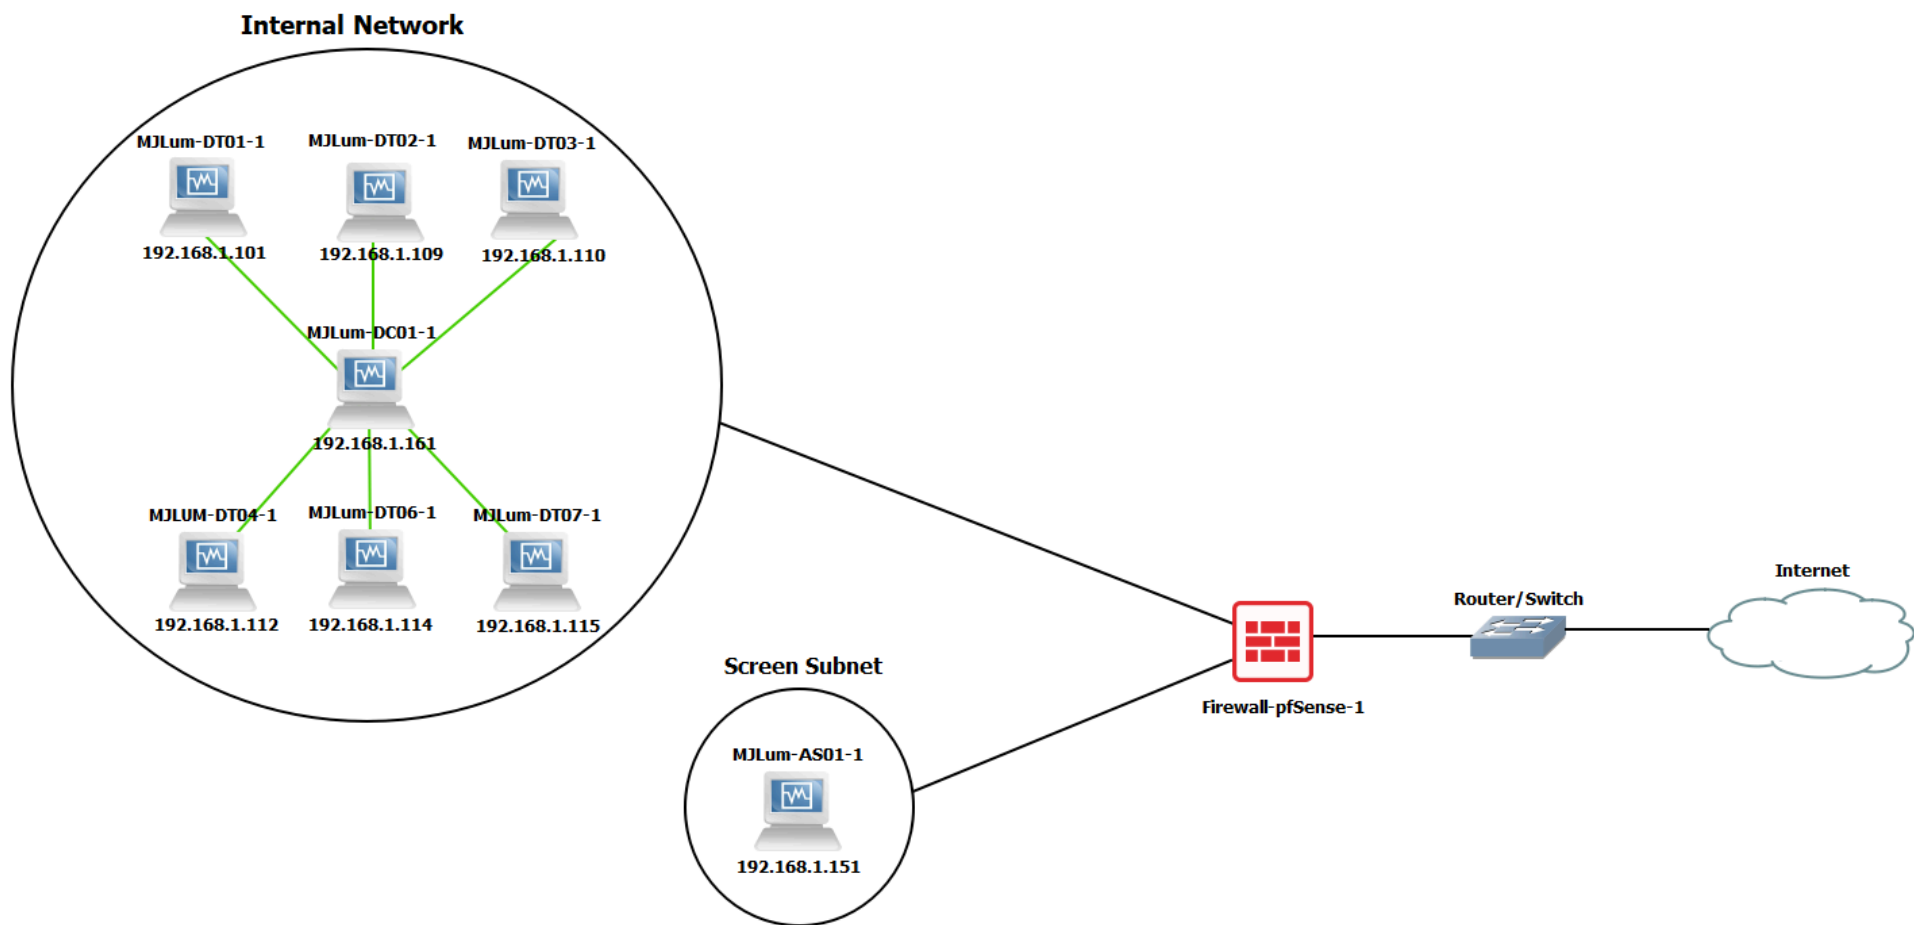 Internal Network
MJLum-DT01-1
MJLum-DT02-1
MJLum-DT03-1
192.168.1.101
192.168.1.109
192.168.1.110
MJLum-DC01-1
192.168.1.161
MJLUM-DT04-1
MJLum-DT06-1
MJLum-DT07-1
192.168.1.112
192.168.1.114
192.168.1.115
Screen Subnet
MJLum-AS01-1
192.168.1.151
Firewall-pfSense-1
Router/Switch
Internet